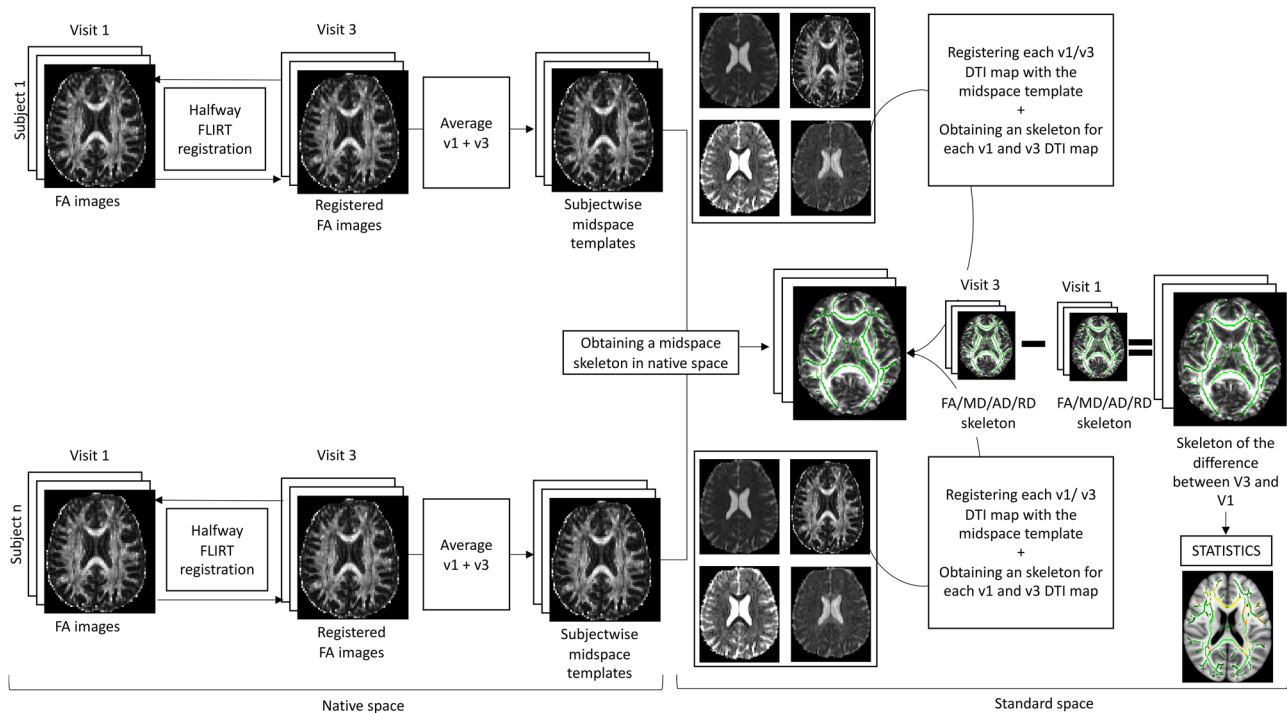 Visit 1
Visit 3
Subject 1
Halfway
FLIRT
registration
Average
v1 + v3
FA images
Registered
FA images
Subjectwise
midspace
templates
Registering each v1/v3
DTI map with the
midspace template
+
Obtaining an skeleton for
each v1 and v3 DTI map
Obtaining a midspace
skeleton in native space
Visit 3
Visit 1
FA/MD/AD/RD
skeleton
FA/MD/AD/RD
skeleton
Skeleton of the
difference
between V3 and
V1
STATISTICS
Visit 1
Visit 3
Subject n
Halfway
FLIRT
registration
Average
v1 + v3
FA images
Registered
FA images
Subjectwise
midspace
templates
Registering each v1/ v3
DTI map with the
midspace template
+
Obtaining an skeleton for
each v1 and v3 DTI map
Native space
Standard space